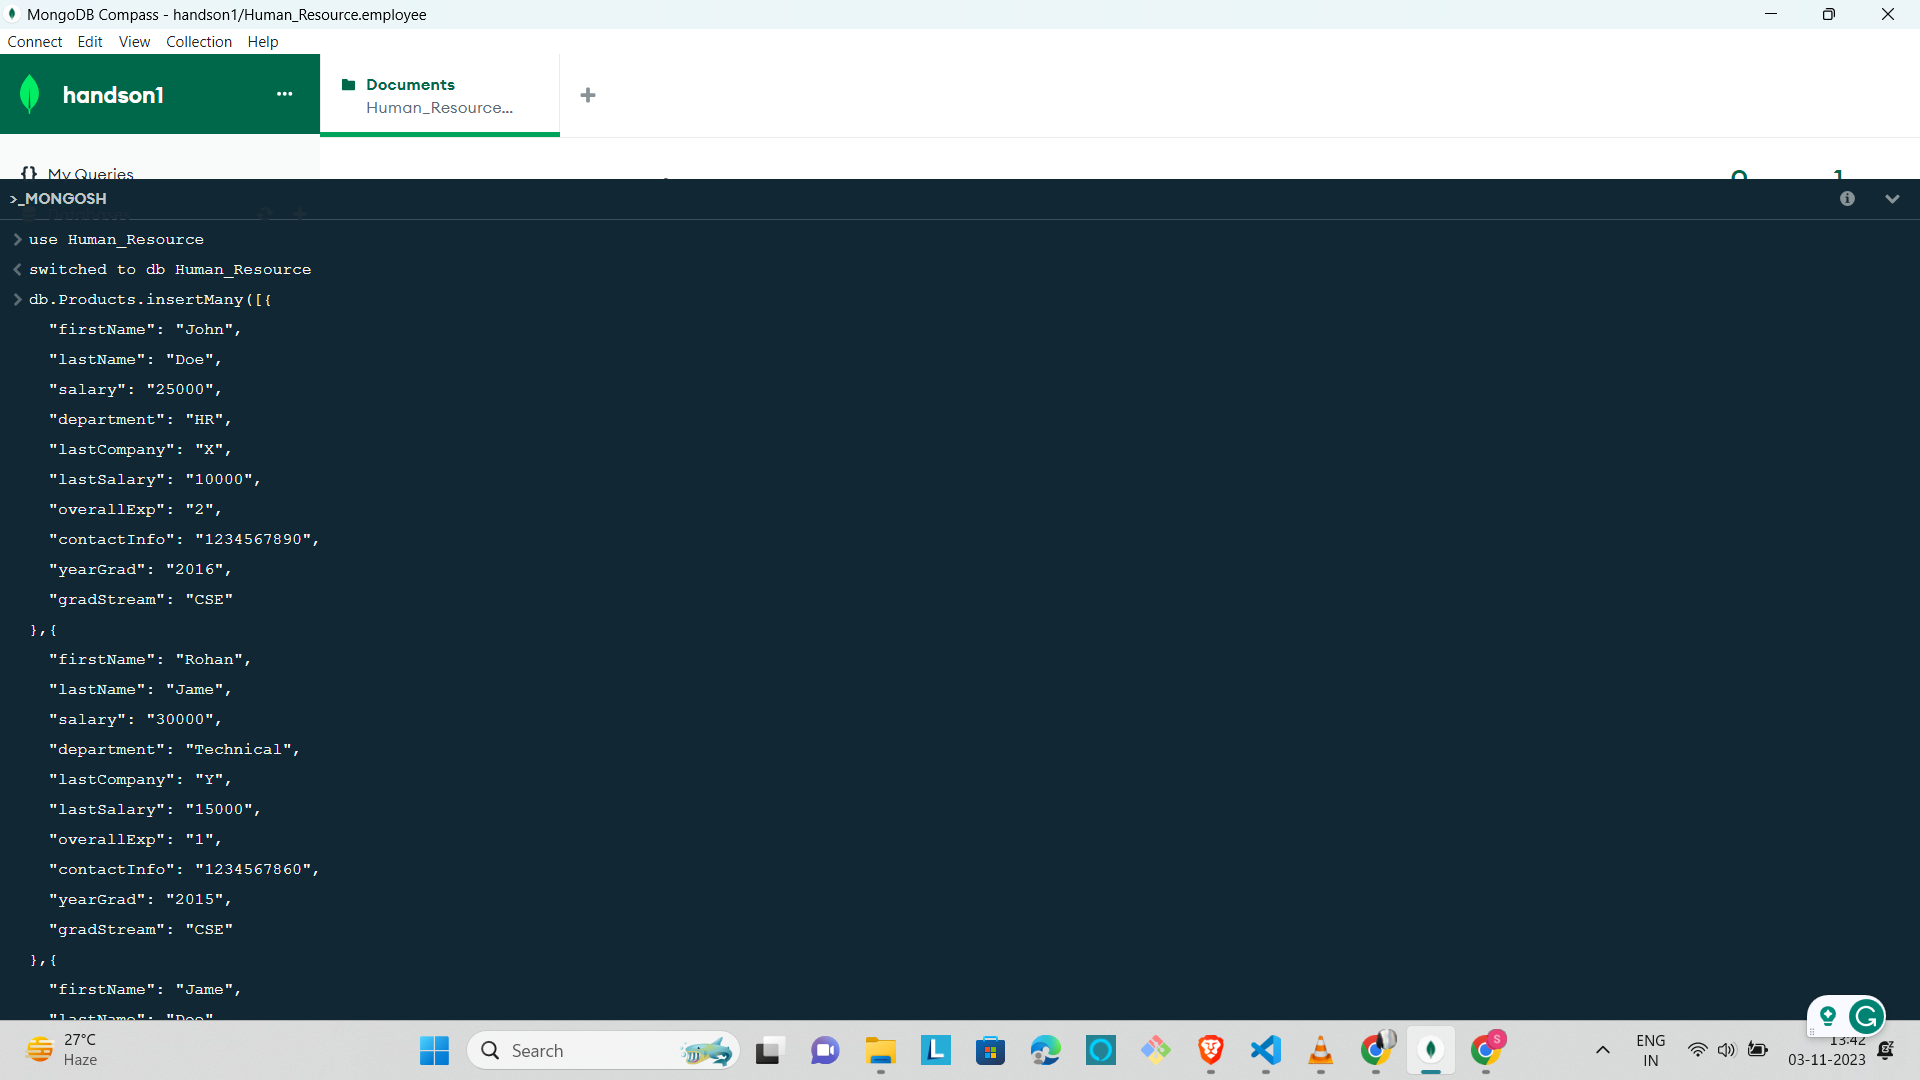 MongoDB Compass - handson1/Human_Resource.employee
Connect Edit View Collection Help
handson1 ...
Documents
Human_Resource...
+
{} My Queries
>_MONGOSH
> use Human_Resource
< switched to db Human_Resource
> db.Products.insertMany([{
"firstName": "John",
"lastName": "Doe",
"salary": "25000",
"department": "HR",
"lastCompany": "X",
"lastSalary": "10000",
"overallExp": "2",
"contactInfo": "1234567890",
"yearGrad": "2016",
"gradStream": "CSE"
},{
"firstName": "Rohan",
"lastName": "Jame",
"salary": "30000",
"department": "Technical",
"lastCompany": "Y",
"lastSalary": "15000",
"overallExp": "1",
"contactInfo": "1234567860",
"yearGrad": "2015",
"gradStream": "CSE"
},{
"firstName": "Jame",
"lastName": "Doe"
27°C
Haze
Search
ENG
IN
13:42
03-11-2023